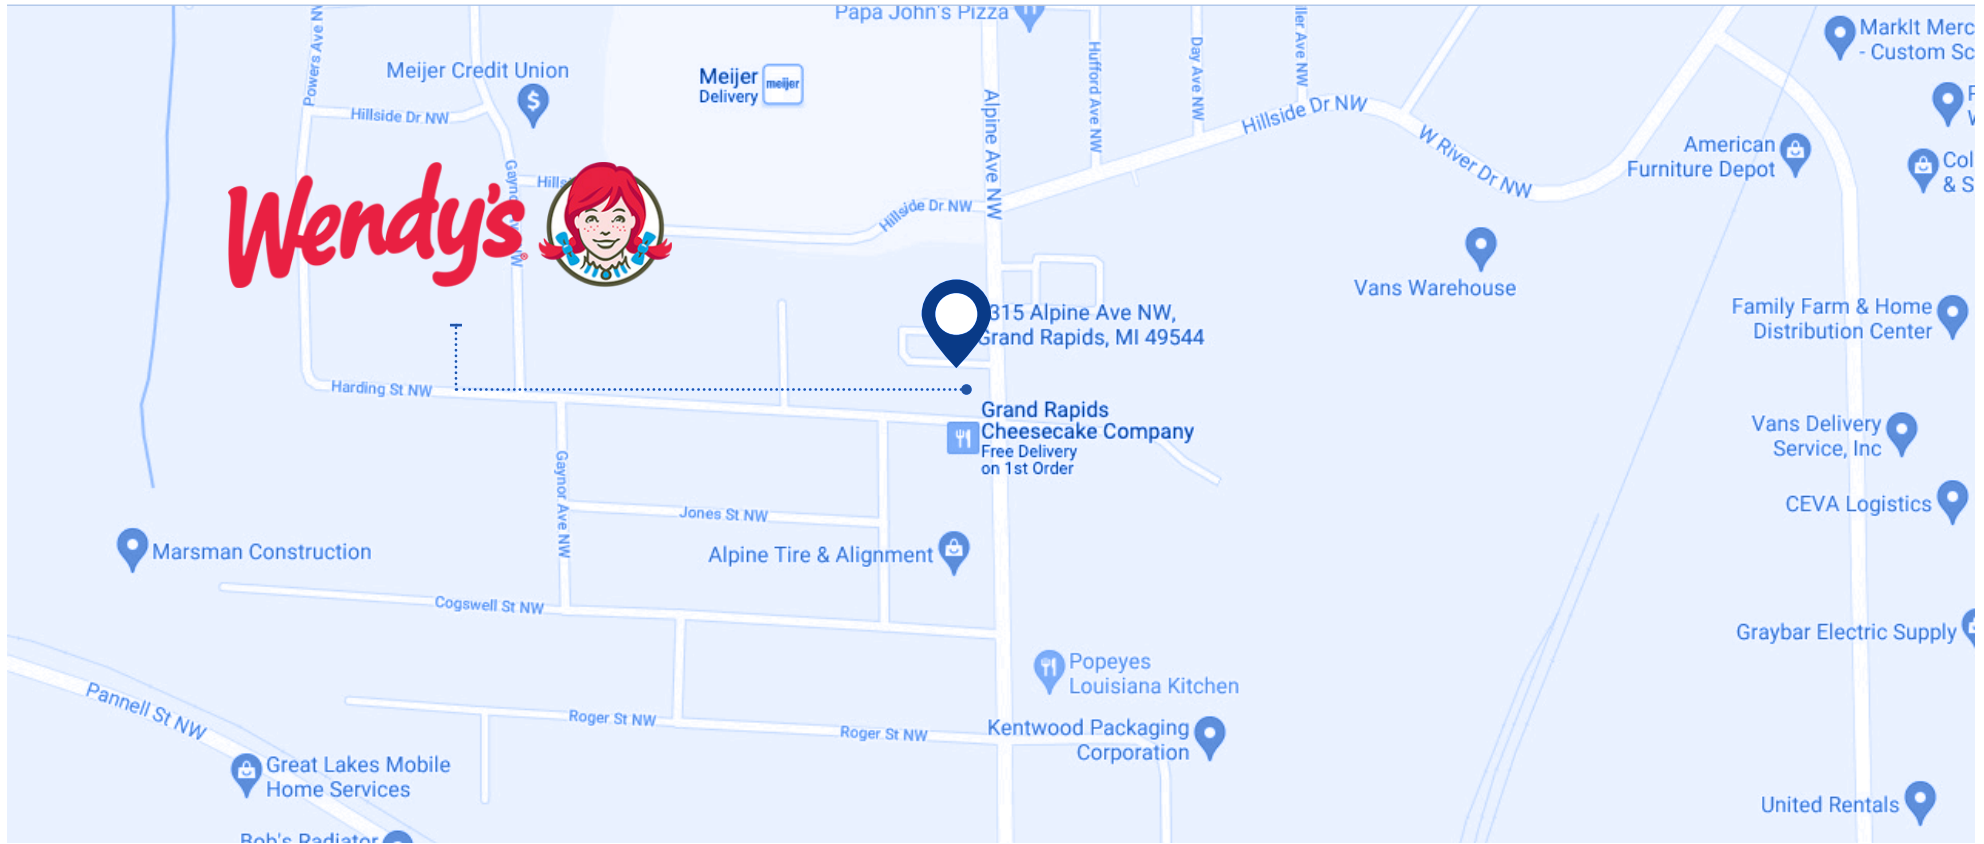 Papa John's Pizza
MarkIt Merc
- Custom Sc
Powers Ave NW
Meijer Credit Union
Meijer
Delivery
meijer
Alpine Ave NW
Hufford Ave NW
Day Ave NW
ller Ave NW
Hillside Dr NW
Hillside Dr NW
W River Dr NW
American
Furniture Depot
Col
& S
Wendy's
Hills
Hillside Dr NW
Vans Warehouse
315 Alpine Ave NW,
Grand Rapids, MI 49544
Family Farm & Home
Distribution Center
Harding St NW
Grand Rapids
Cheesecake Company
Free Delivery
on 1st Order
Vans Delivery
Service, Inc
Gaynor Ave NW
CEVA Logistics
Jones St NW
Marsman Construction
Alpine Tire & Alignment
Cogswell St NW
Graybar Electric Supply
Popeyes
Louisiana Kitchen
Pannell St NW
Roger St NW
Roger St NW
Kentwood Packaging
Corporation
Great Lakes Mobile
Home Services
United Rentals
Bob's Radiator